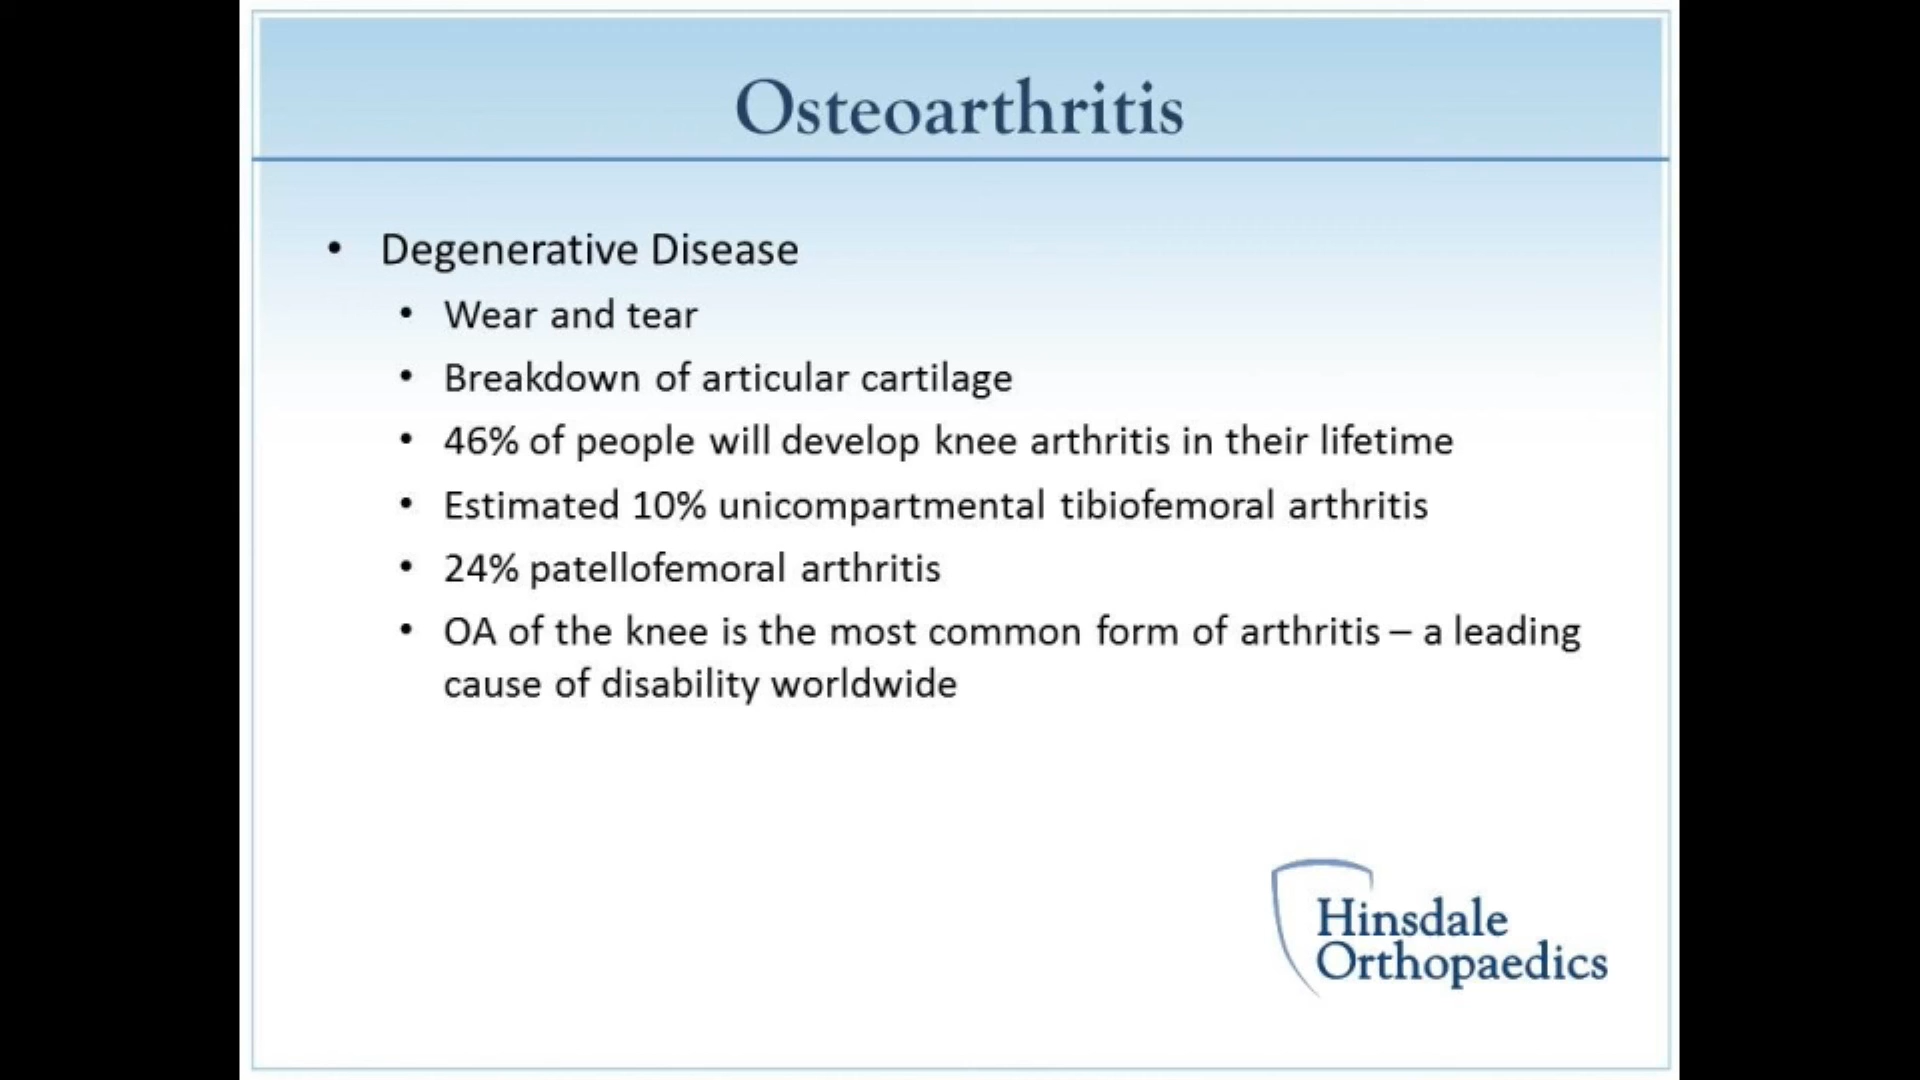 Osteoarthritis
• Degenerative Disease
• Wear and tear
• Breakdown of articular cartilage
• 46% of people will develop knee arthritis in their lifetime
• Estimated 10% unicompartmental tibiofemoral arthritis
• 24% patellofemoral arthritis
• OA of the knee is the most common form of arthritis – a leading
cause of disability worldwide
Hinsdale
Orthopaedics